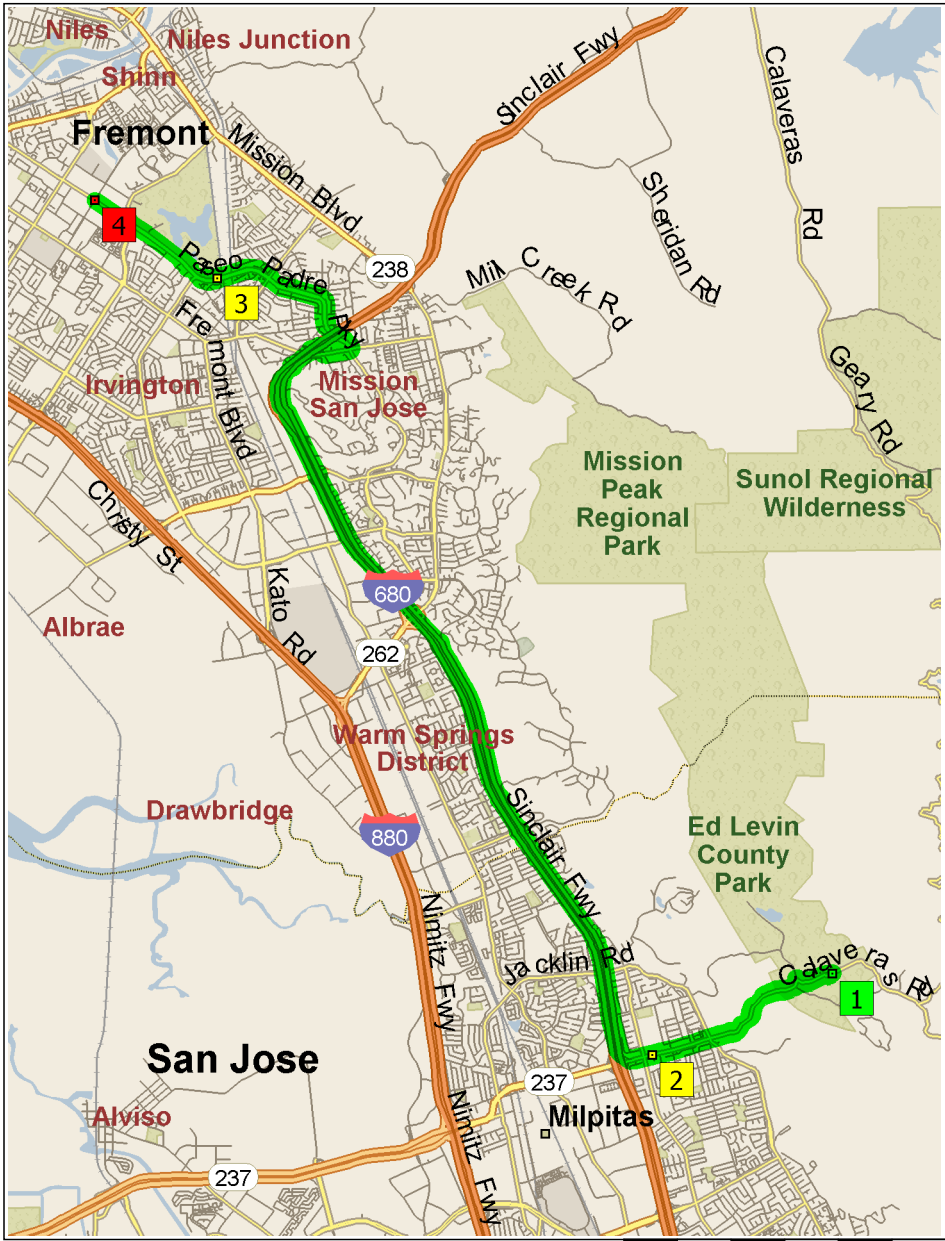 Niles
Niles Junction
Shinn
Fremont
Mission Blvd
Sinclair Fwy
Calaveras Rd
Sheridan Rd
4
Paseo Padre Pky
238
Mill Creek Rd
3
Fremont Blvd
Geary Rd
Irvington
Mission
San Jose
Mission
Peak
Regional
Park
Sunol Regional
Wilderness
Christy St
Kato Rd
680
Albrae
262
Warm Springs
District
Drawbridge
880
Sinclair Fwy
Ed Levin
County
Park
Nimitz Fwy
Jacklin Rd
Calaveras Rd
1
San Jose
2
237
Milpitas
Alviso
Nimitz Fwy
237